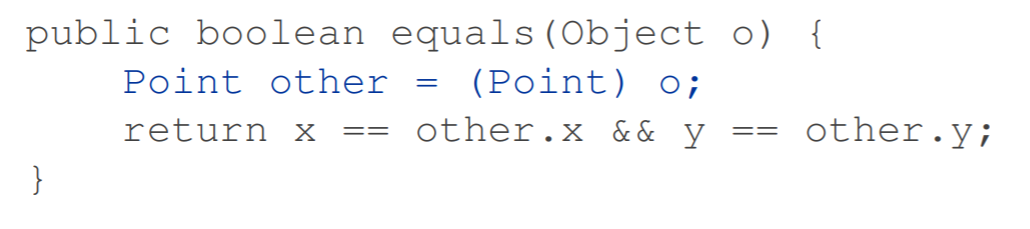 public boolean equals(Object o) {
    Point other = (Point) o;
    return x == other.x && y == other.y;
}